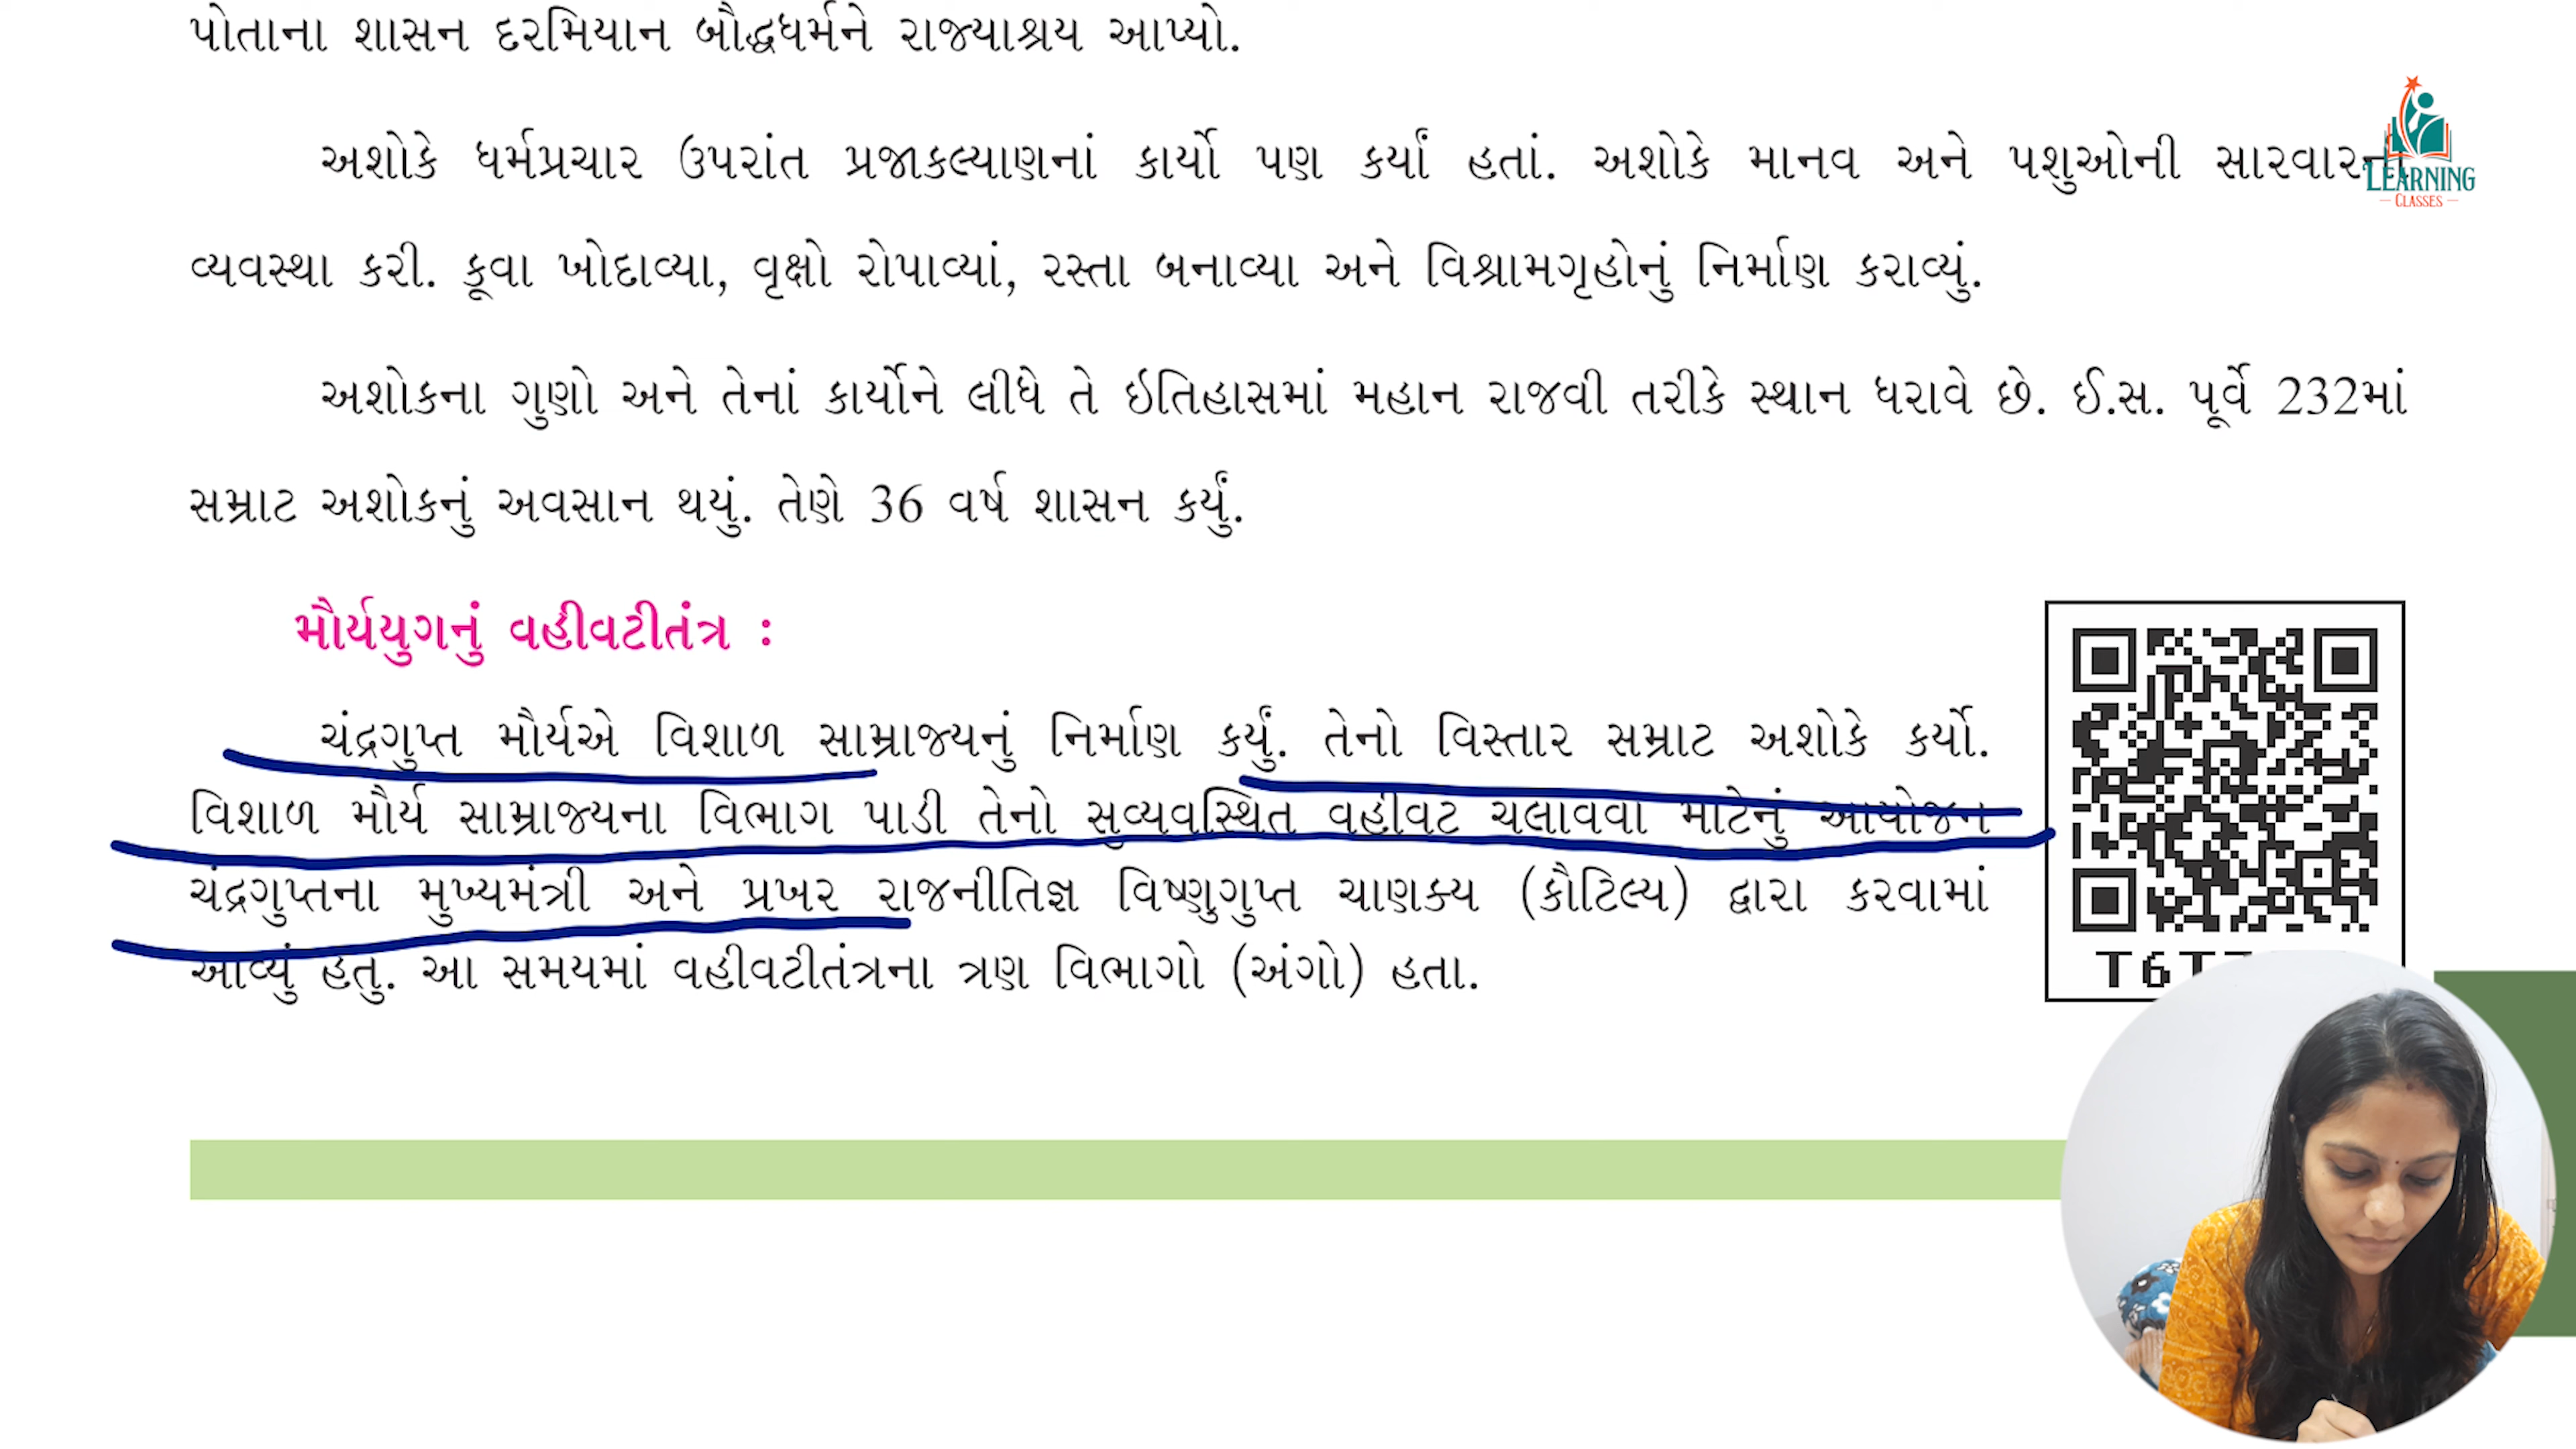 પોતાના શાસન દરમિયાન બૌદ્ધધર્મને રાજ્યાશ્રય આપ્યો.
અશોકે ધર્મપ્રચાર ઉપરાંત પ્રજાકલ્યાણનાં કાર્યો પણ કર્યાં હતાં. અશોકે માનવ અને પશુઓની સારવારની
LEARNING
CLASSES
વ્યવસ્થા કરી. કૂવા ખોદાવ્યા, વૃક્ષો રોપાવ્યાં, રસ્તા બનાવ્યા અને વિશ્રામગૃહોનું નિર્માણ કરાવ્યું.
અશોકના ગુણો અને તેનાં કાર્યોને લીધે તે ઇતિહાસમાં મહાન રાજવી તરીકે સ્થાન ધરાવે છે. ઈ.સ. પૂર્વે 232માં
સમ્રાટ અશોકનું અવસાન થયું. તેણે 36 વર્ષ શાસન કર્યું.
મૌર્યયુગનું વહીવટીતંત્ર :
ચંદ્રગુપ્ત મૌર્યએ વિશાળ સામ્રાજ્યનું નિર્માણ કર્યું. તેનો વિસ્તાર સમ્રાટ અશોકે કર્યો.
વિશાળ મૌર્ય સામ્રાજ્યના વિભાગ પાડી તેનો સુવ્યવસ્થિત વહીવટ ચલાવવા માટેનું આયોજન
ચંદ્રગુપ્તના મુખ્યમંત્રી અને પ્રખર રાજનીતિજ્ઞ વિષ્ણુગુપ્ત ચાણક્ય (કૌટિલ્ય) દ્વારા કરવામાં
આવ્યું હતુ. આ સમયમાં વહીવટીતંત્રના ત્રણ વિભાગો (અંગો) હતા.